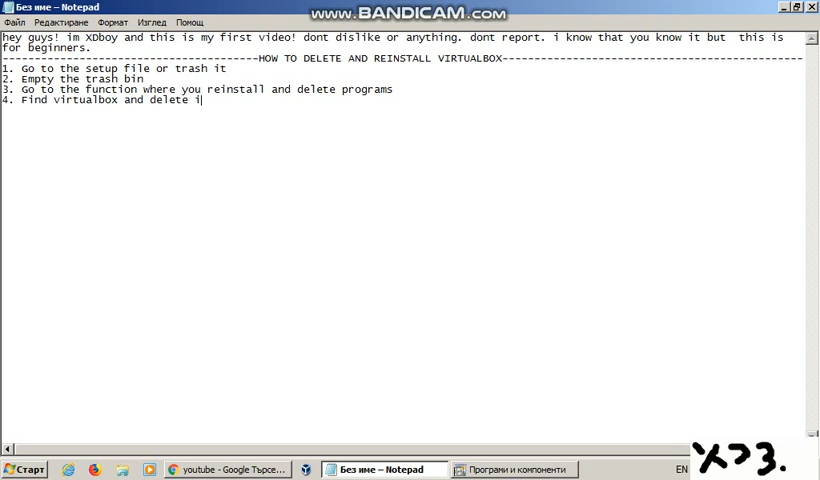 Без име – Notepad
www.BANDICAM.com
Файл Редактиране Формат Изглед Помощ
hey guys! im XDboy and this is my first video! dont dislike or anything. dont report. i know that you know it but  this is
for beginners.
----------------------------------------HOW TO DELETE AND REINSTALL VIRTUALBOX-----------------------------------------------
1. Go to the setup file or trash it
2. Empty the trash bin
3. Go to the function where you reinstall and delete programs
4. Find virtualbox and delete i
Старт youtube - Google Търсе... Без име – Notepad Програми и компоненти EN